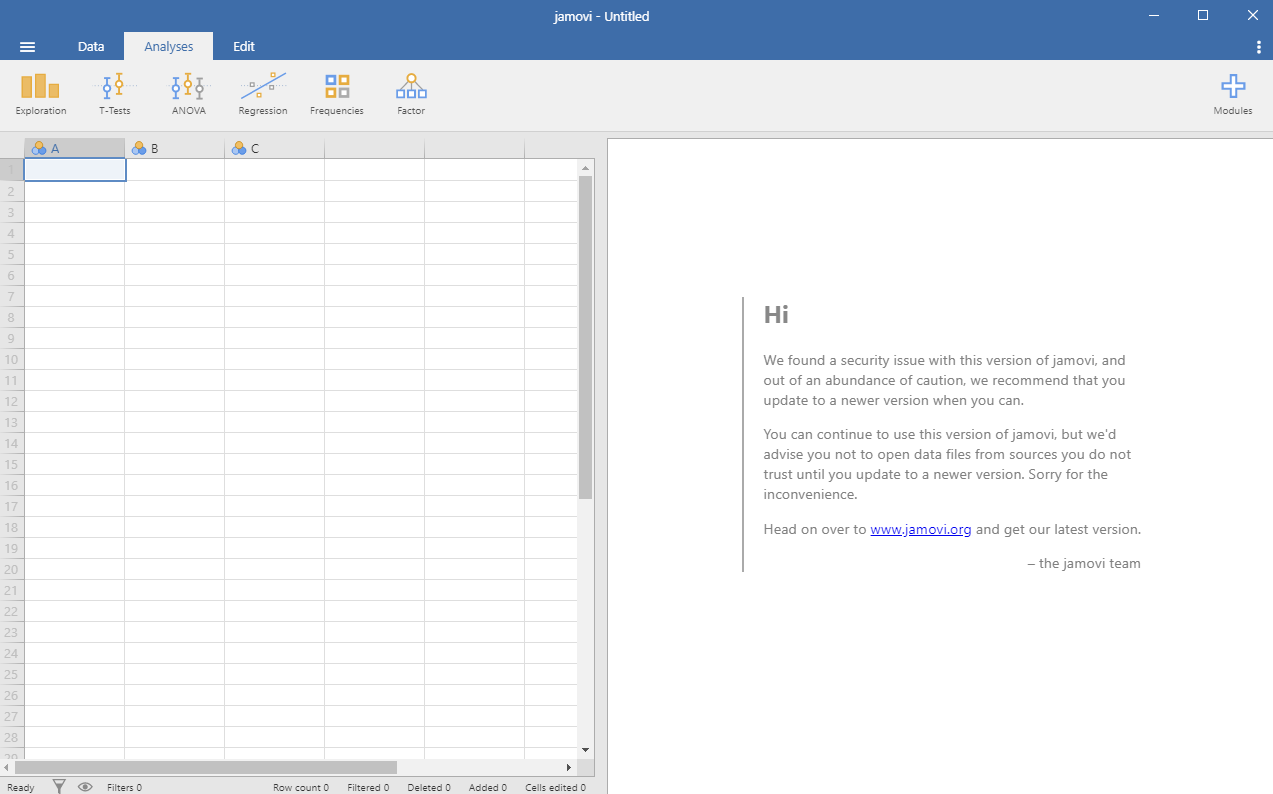 jamovi - Untitled
Data Analyses Edit
Exploration T-Tests ANOVA Regression Frequencies Factor Modules
A B C
1
2
3
4
5
6
7
8
9
10
11
12
13
14
15
16
17
18
19
20
21
22
23
24
25
26
27
28
29
Hi
We found a security issue with this version of jamovi, and
out of an abundance of caution, we recommend that you
update to a newer version when you can.
You can continue to use this version of jamovi, but we'd
advise you not to open data files from sources you do not
trust until you update to a newer version. Sorry for the
inconvenience.
Head on over to www.jamovi.org and get our latest version.
– the jamovi team
Ready Filters 0 Row count 0 Filtered 0 Deleted 0 Added 0 Cells edited 0